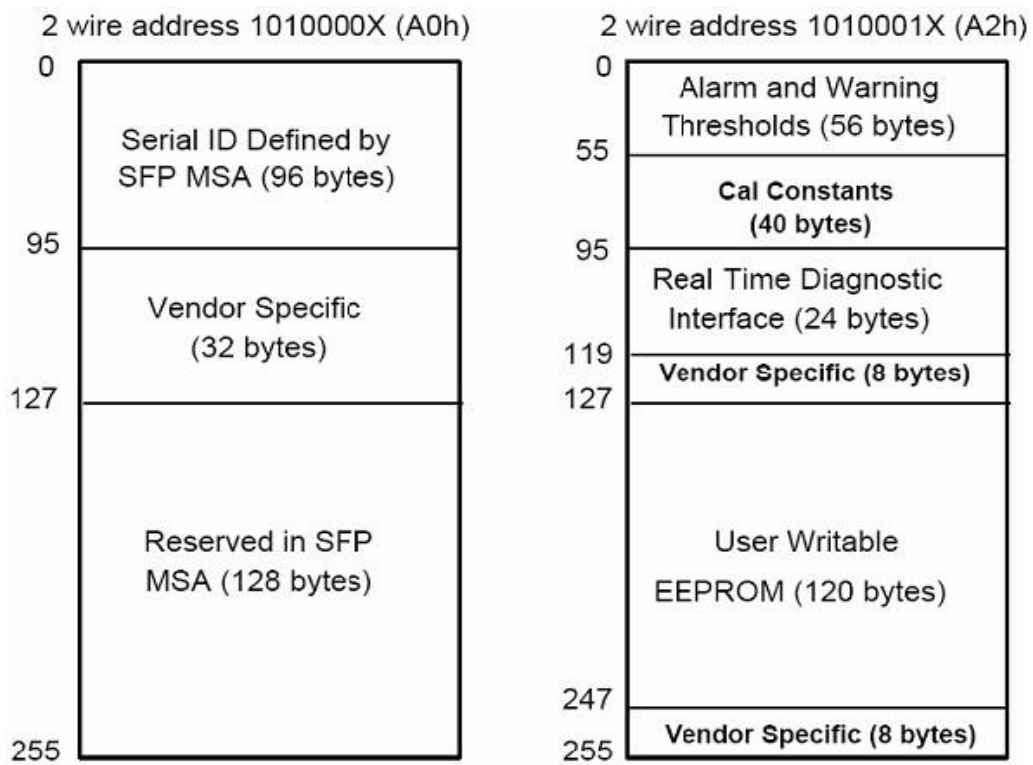 2 wire address 1010000X (A0h)
0
Serial ID Defined by
SFP MSA (96 bytes)
95
Vendor Specific
(32 bytes)
127
Reserved in SFP
MSA (128 bytes)
255
2 wire address 1010001X (A2h)
0
Alarm and Warning
Thresholds (56 bytes)
55
Cal Constants
(40 bytes)
95
Real Time Diagnostic
Interface (24 bytes)
119
Vendor Specific (8 bytes)
127
User Writable
EEPROM (120 bytes)
247
Vendor Specific (8 bytes)
255